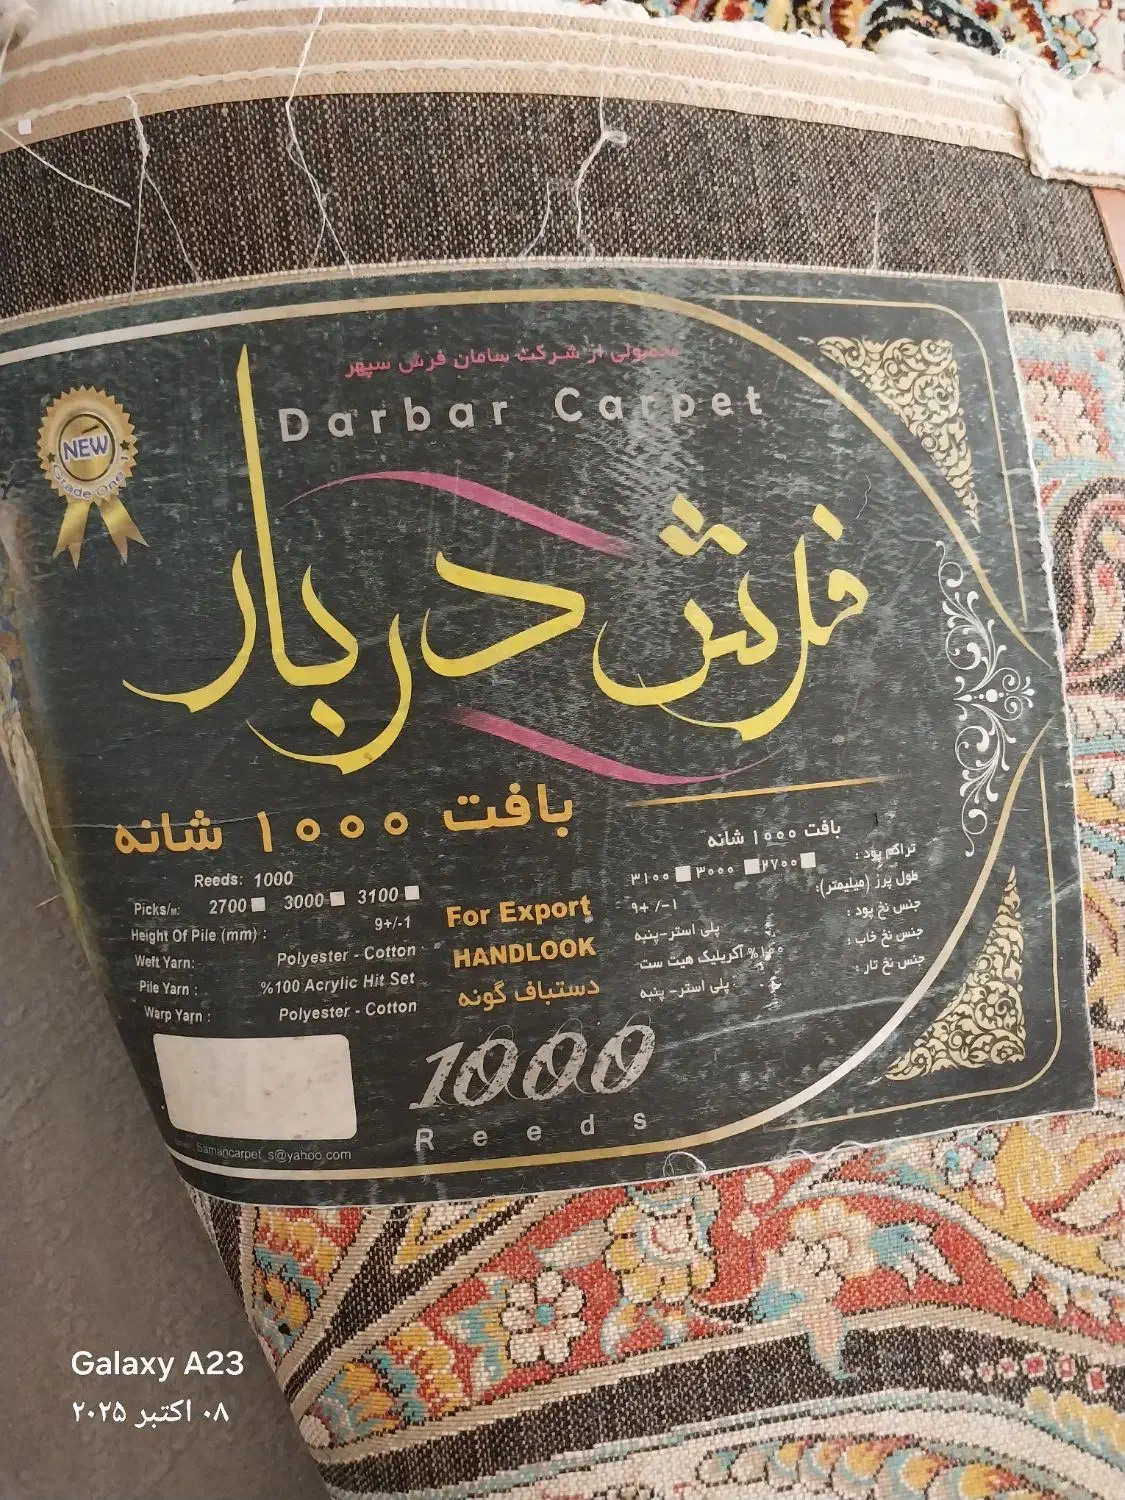 محصولی از شرکت سامان فرش سپهر
Darbar Carpet
NEW
Grade One
فرش دربار
بافت ۱۰۰۰ شانه
Reeds: 1000
Picks/m: 2700 3000 3100
Height Of Pile (mm) : 9+/-1
Weft Yarn: Polyester - Cotton
Pile Yarn : %100 Acrylic Hit Set
Warp Yarn : Polyester - Cotton
For Export
HANDLOOK
دستباف گونه
بافت ۱۰۰۰ شانه
تراکم پود : ۲۷۰۰ ۳۰۰۰ ۳۱۰۰
طول پرز (میلیمتر): ۹+/-۱
جنس نخ پود : پلی استر-پنبه
جنس نخ خاب : %۱۰۰ آکریلیک هیت ست
جنس نخ تار : پلی استر- پنبه
1000
Reeds
Samancarpet_s@yahoo.com
Galaxy A23
۰۸ اکتبر ۲۰۲۵